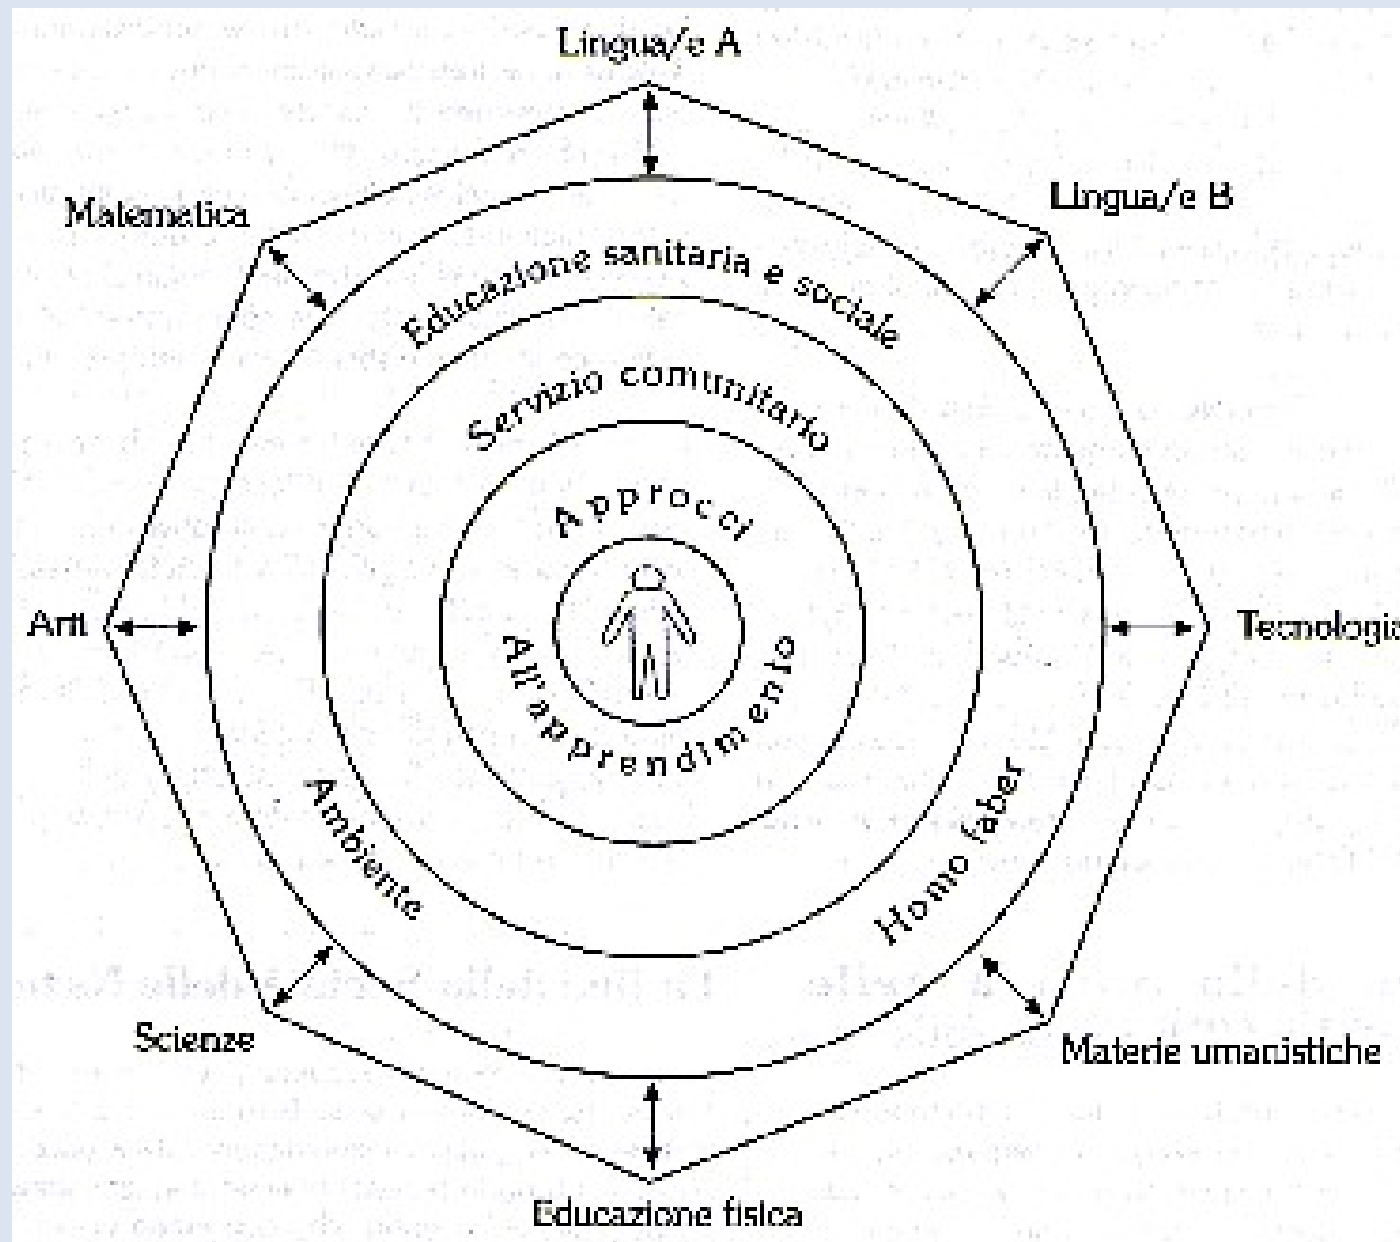 Lingua/e A
Matematica
Lingua/e B
Educazione sanitaria e sociale
Servizio comunitario
Approcci
All'apprendimento
Arti
Tecnologia
Ambiente
Homo faber
Scienze
Materie umanistiche
Educazione fisica